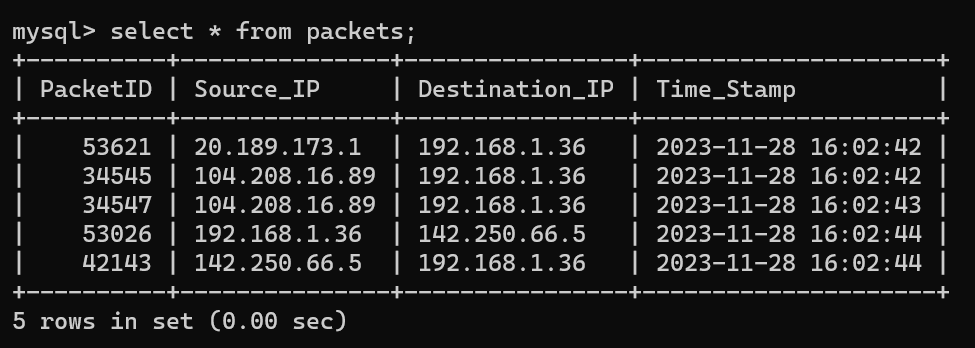 mysql> select * from packets;
+----------+---------------+----------------+---------------------+
| PacketID | Source_IP     | Destination_IP | Time_Stamp          |
+----------+---------------+----------------+---------------------+
|    53621 | 20.189.173.1  | 192.168.1.36   | 2023-11-28 16:02:42 |
|    34545 | 104.208.16.89 | 192.168.1.36   | 2023-11-28 16:02:42 |
|    34547 | 104.208.16.89 | 192.168.1.36   | 2023-11-28 16:02:43 |
|    53026 | 192.168.1.36  | 142.250.66.5   | 2023-11-28 16:02:44 |
|    42143 | 142.250.66.5  | 192.168.1.36   | 2023-11-28 16:02:44 |
+----------+---------------+----------------+---------------------+
5 rows in set (0.00 sec)